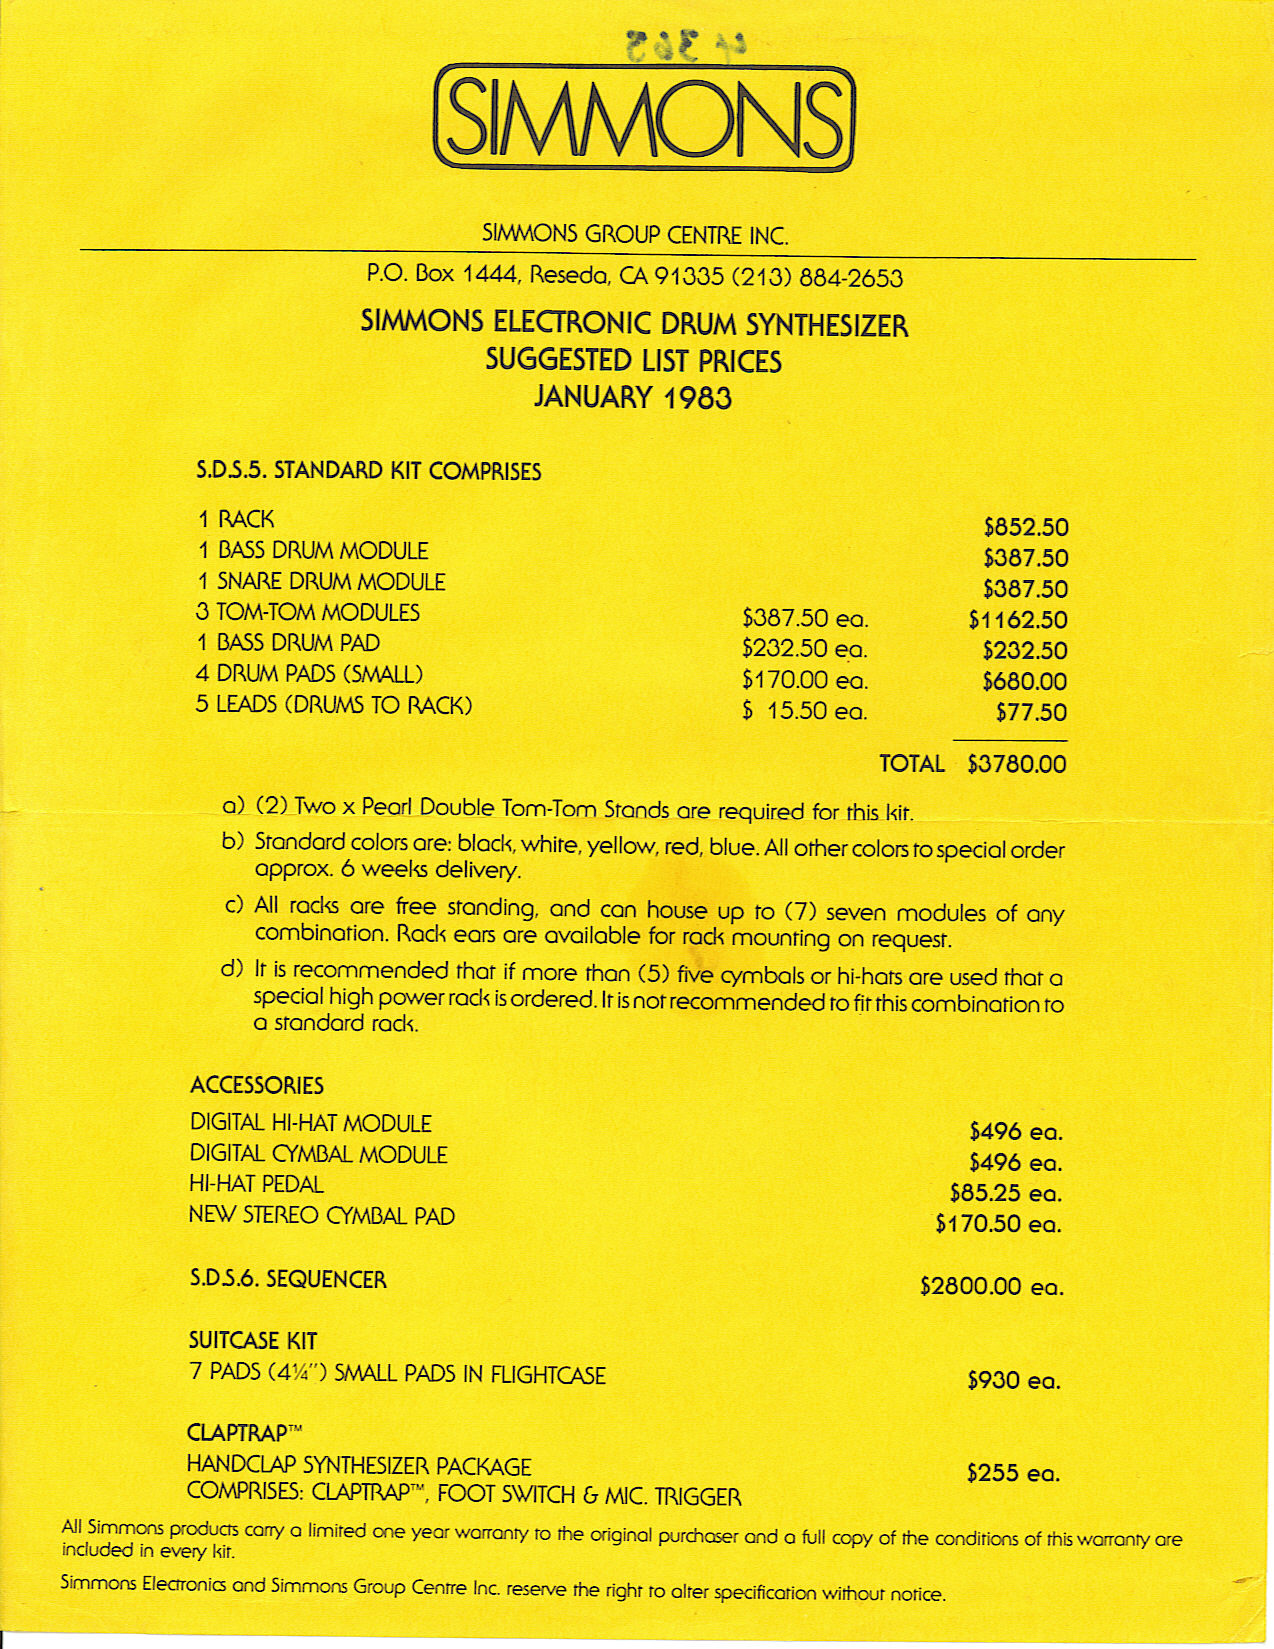 4 365
SIMMONS
SIMMONS GROUP CENTRE INC.
P.O. Box 1444, Reseda, CA 91335 (213) 884-2653
SIMMONS ELECTRONIC DRUM SYNTHESIZER
SUGGESTED LIST PRICES
JANUARY 1983
S.D.S.5. STANDARD KIT COMPRISES
1 RACK $852.50
1 BASS DRUM MODULE $387.50
1 SNARE DRUM MODULE $387.50
3 TOM-TOM MODULES $387.50 ea. $1162.50
1 BASS DRUM PAD $232.50 ea. $232.50
4 DRUM PADS (SMALL) $170.00 ea. $680.00
5 LEADS (DRUMS TO RACK) $ 15.50 ea. $77.50
TOTAL $3780.00
a) (2) Two x Pearl Double Tom-Tom Stands are required for this kit.
b) Standard colors are: black, white, yellow, red, blue. All other colors to special order
approx. 6 weeks delivery.
c) All racks are free standing, and can house up to (7) seven modules of any
combination. Rack ears are available for rack mounting on request.
d) It is recommended that if more than (5) five cymbals or hi-hats are used that a
special high power rack is ordered. It is not recommended to fit this combination to
a standard rack.
ACCESSORIES
DIGITAL HI-HAT MODULE $496 ea.
DIGITAL CYMBAL MODULE $496 ea.
HI-HAT PEDAL $85.25 ea.
NEW STEREO CYMBAL PAD $170.50 ea.
S.D.S.6. SEQUENCER $2800.00 ea.
SUITCASE KIT
7 PADS (4¼") SMALL PADS IN FLIGHTCASE $930 ea.
CLAPTRAP™
HANDCLAP SYNTHESIZER PACKAGE $255 ea.
COMPRISES: CLAPTRAP™, FOOT SWITCH & MIC. TRIGGER
All Simmons products carry a limited one year warranty to the original purchaser and a full copy of the conditions of this warranty are
included in every kit.
Simmons Electronics and Simmons Group Centre Inc. reserve the right to alter specification without notice.